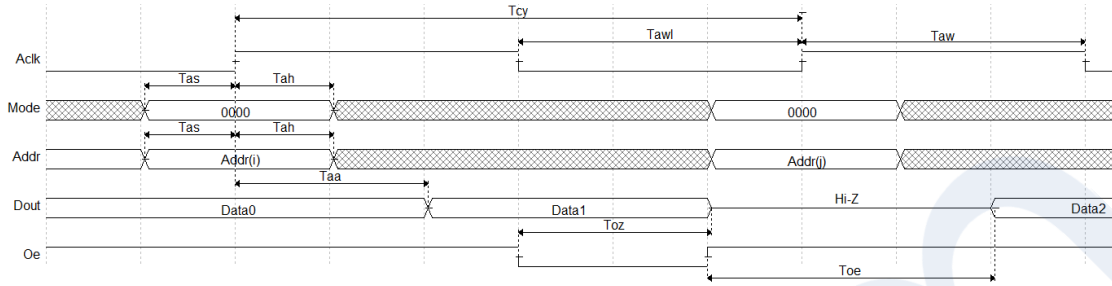 Tcy
Tawl Taw
Aclk
Tas Tah
Mode 0000 0000
Tas Tah
Addr Addr(i) Addr(j)
Taa
Dout Data0 Data1 Hi-Z Data2
Toz
Oe
Toe